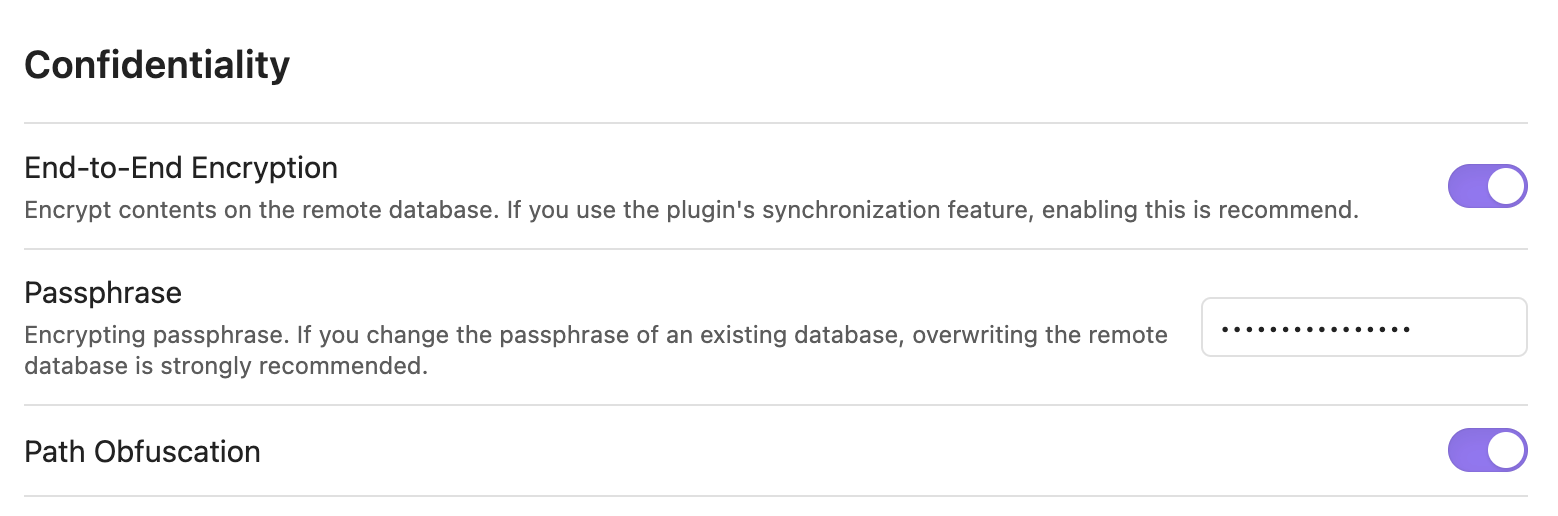 Confidentiality
End-to-End Encryption
Encrypt contents on the remote database. If you use the plugin's synchronization feature, enabling this is recommend.
Passphrase
Encrypting passphrase. If you change the passphrase of an existing database, overwriting the remote
database is strongly recommended.
••••••••••••••••
Path Obfuscation